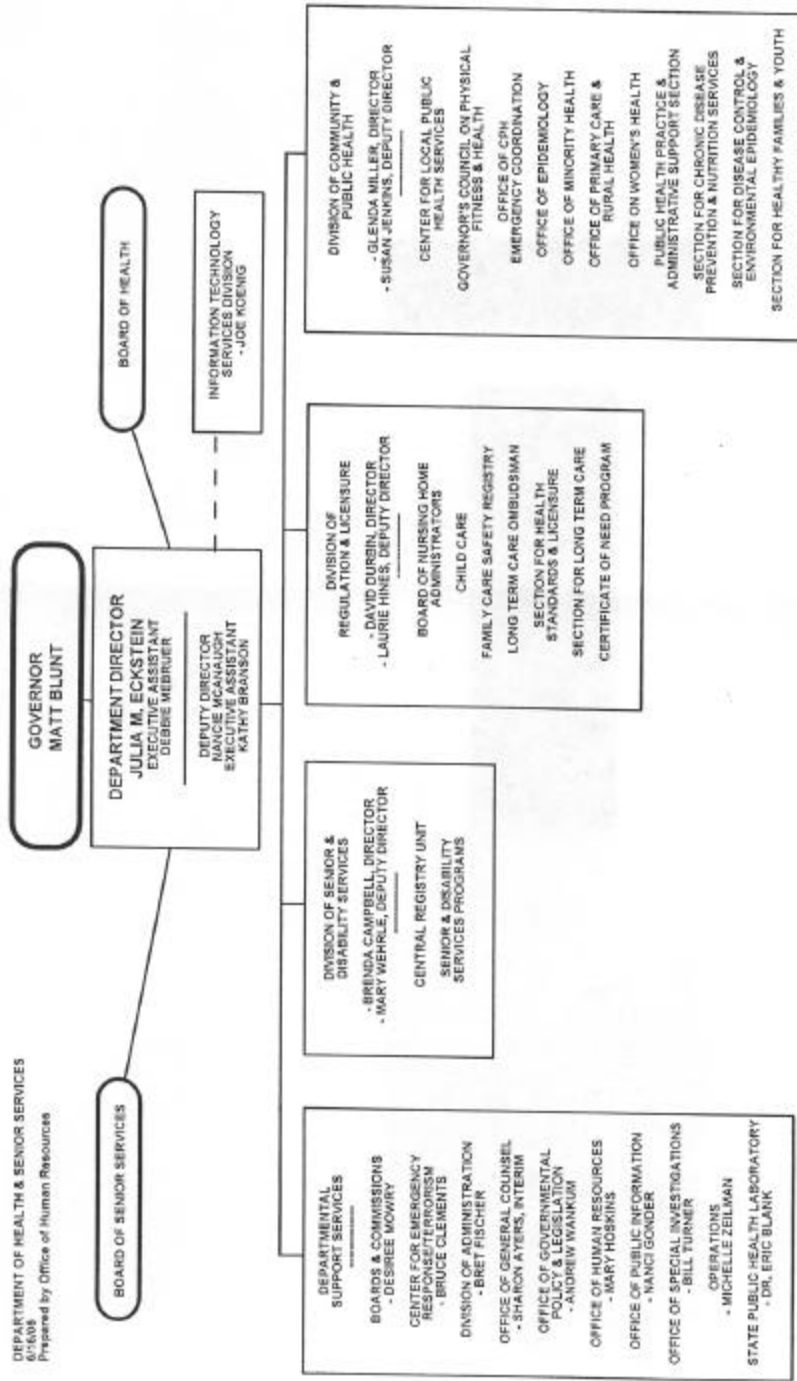 DEPARTMENT OF HEALTH & SENIOR SERVICES
6/16/05
Prepared by Office of Human Resources
GOVERNOR
MATT BLUNT
BOARD OF SENIOR SERVICES
BOARD OF HEALTH
DEPARTMENT DIRECTOR
JULIA M. ECKSTEIN
EXECUTIVE ASSISTANT
DEBBIE MEBRUER
DEPUTY DIRECTOR
NANCIE MCANAUGH
EXECUTIVE ASSISTANT
KATHY BRANSON
INFORMATION TECHNOLOGY
SERVICES DIVISION
- JOE KOENIG
DEPARTMENTAL
SUPPORT SERVICES
BOARDS & COMMISSIONS
- DESIREE MOWRY
CENTER FOR EMERGENCY
RESPONSE/TERRORISM
- BRUCE CLEMENTS
DIVISION OF ADMINISTRATION
- BRET FISCHER
OFFICE OF GENERAL COUNSEL
- SHARON AYERS, INTERIM
OFFICE OF GOVERNMENTAL
POLICY & LEGISLATION
- ANDREW WANKUM
OFFICE OF HUMAN RESOURCES
- MARY HOSKINS
OFFICE OF PUBLIC INFORMATION
- NANCI GONDER
OFFICE OF SPECIAL INVESTIGATIONS
- BILL TURNER
OPERATIONS
- MICHELLE ZEILMAN
STATE PUBLIC HEALTH LABORATORY
- DR. ERIC BLANK
DIVISION OF SENIOR &
DISABILITY SERVICES
- BRENDA CAMPBELL, DIRECTOR
- MARY WEHRLE, DEPUTY DIRECTOR
CENTRAL REGISTRY UNIT
SENIOR & DISABILITY
SERVICES PROGRAMS
DIVISION OF
REGULATION & LICENSURE
- DAVID DURBIN, DIRECTOR
- LAURIE HINES, DEPUTY DIRECTOR
BOARD OF NURSING HOME
ADMINISTRATORS
CHILD CARE
FAMILY CARE SAFETY REGISTRY
LONG TERM CARE OMBUDSMAN
SECTION FOR HEALTH
STANDARDS & LICENSURE
SECTION FOR LONG TERM CARE
CERTIFICATE OF NEED PROGRAM
DIVISION OF COMMUNITY &
PUBLIC HEALTH
- GLENDA MILLER, DIRECTOR
- SUSAN JENKINS, DEPUTY DIRECTOR
CENTER FOR LOCAL PUBLIC
HEALTH SERVICES
GOVERNOR'S COUNCIL ON PHYSICAL
FITNESS & HEALTH
OFFICE OF CPH
EMERGENCY COORDINATION
OFFICE OF EPIDEMIOLOGY
OFFICE OF MINORITY HEALTH
OFFICE OF PRIMARY CARE &
RURAL HEALTH
OFFICE ON WOMEN'S HEALTH
PUBLIC HEALTH PRACTICE &
ADMINISTRATIVE SUPPORT SECTION
SECTION FOR CHRONIC DISEASE
PREVENTION & NUTRITION SERVICES
SECTION FOR DISEASE CONTROL &
ENVIRONMENTAL EPIDEMIOLOGY
SECTION FOR HEALTHY FAMILIES & YOUTH